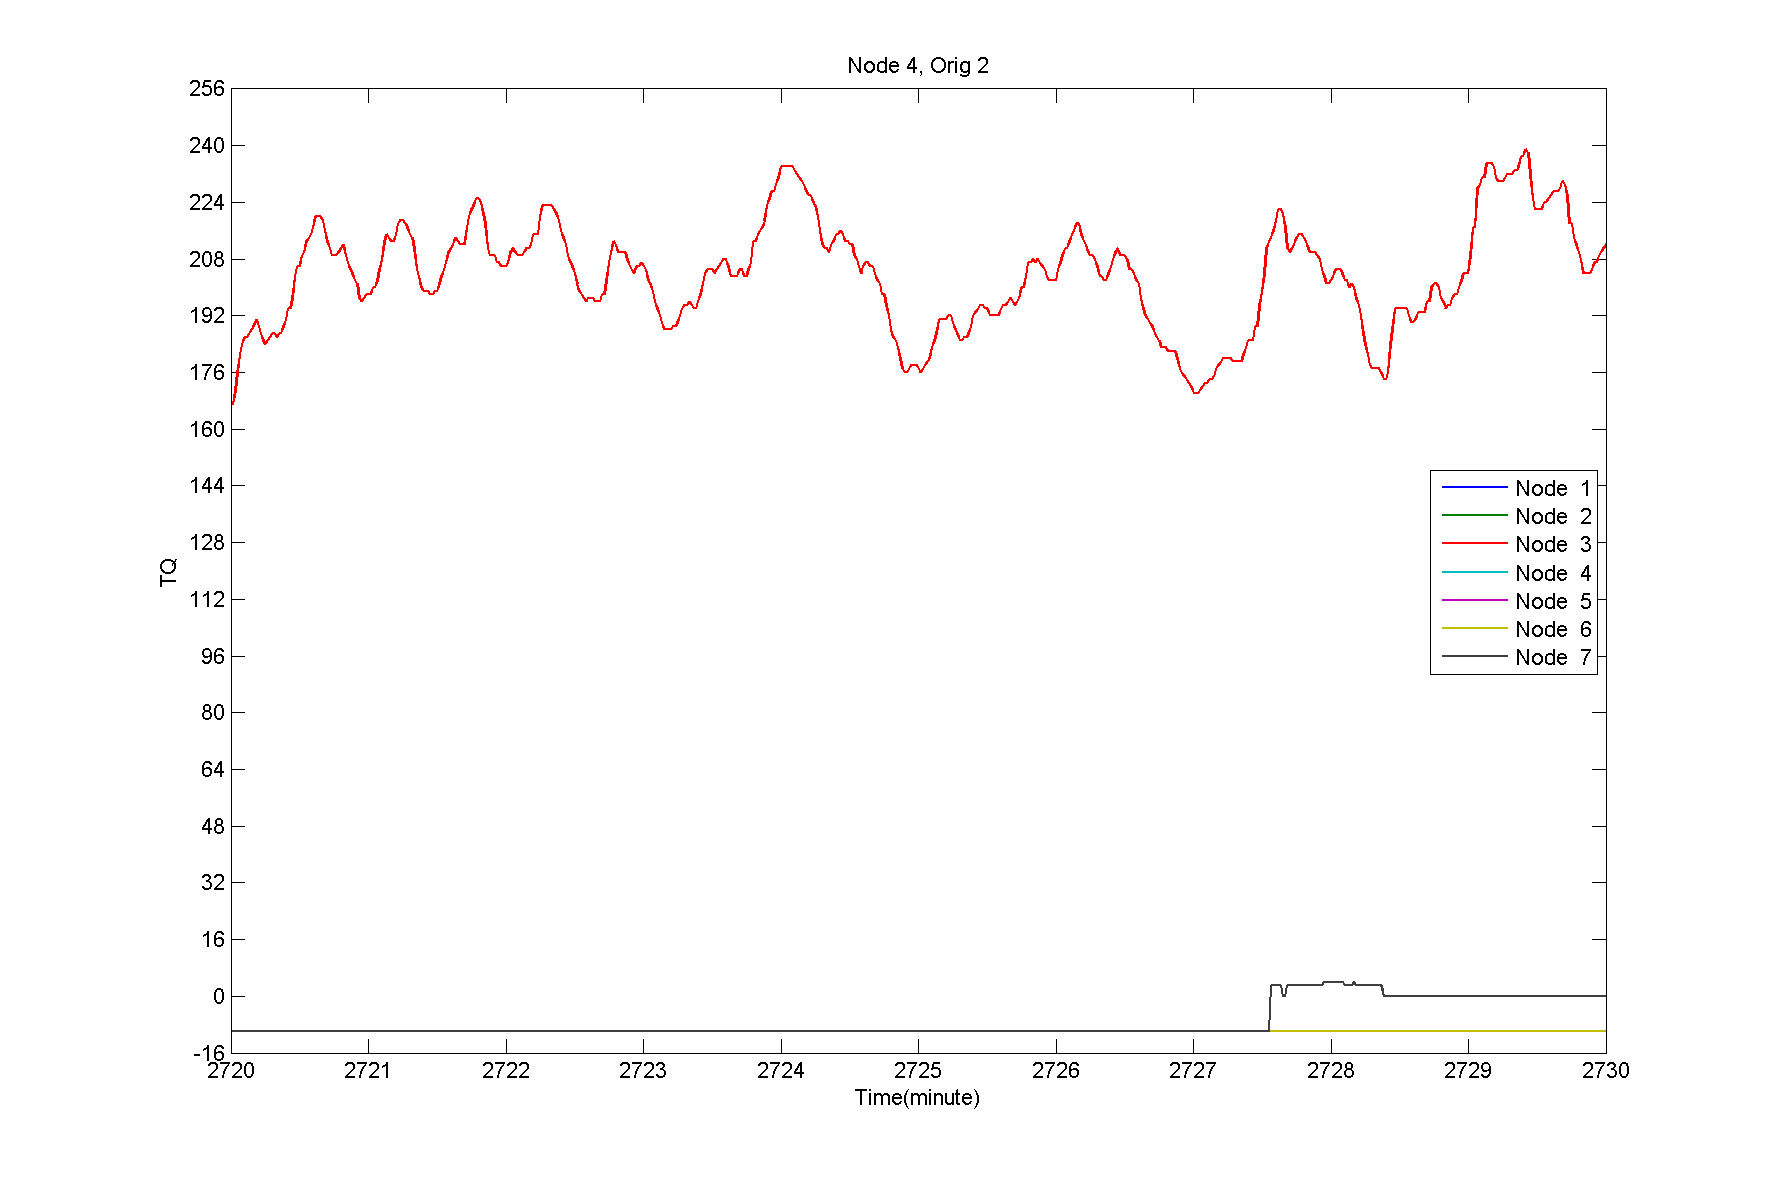 Node 4, Orig 2
256
240
224
208
192
176
160
144
128
112
96
80
64
48
32
16
0
-16
TQ
Node 1
Node 2
Node 3
Node 4
Node 5
Node 6
Node 7
2720 2721 2722 2723 2724 2725 2726 2727 2728 2729 2730
Time(minute)